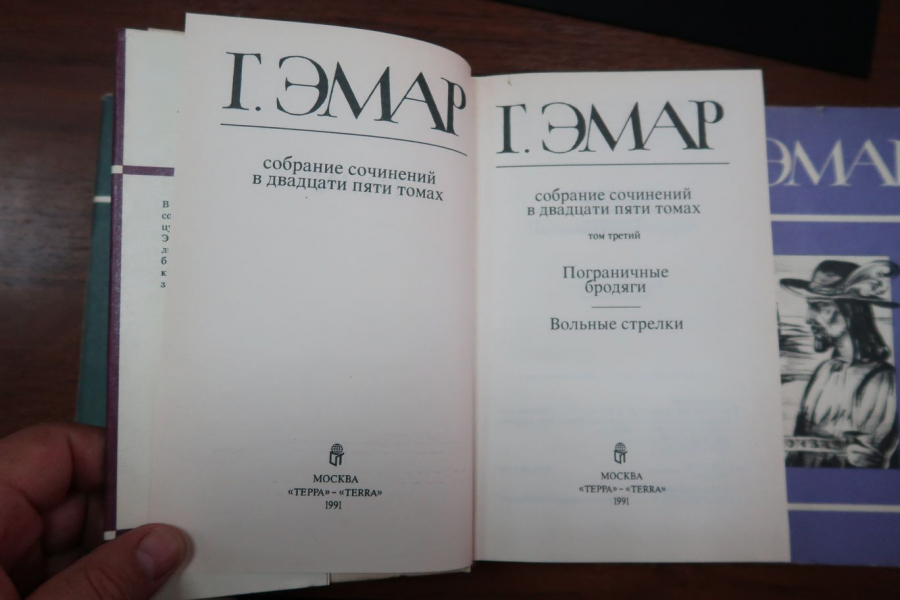 Г. ЭМАР
собрание сочинений
в двадцати пяти томах
МОСКВА
«ТЕРРА» – «TERRA»
1991
Г. ЭМАР
собрание сочинений
в двадцати пяти томах
том третий
Пограничные
бродяги
Вольные стрелки
МОСКВА
«ТЕРРА» – «TERRA»
1991
ЭМАР